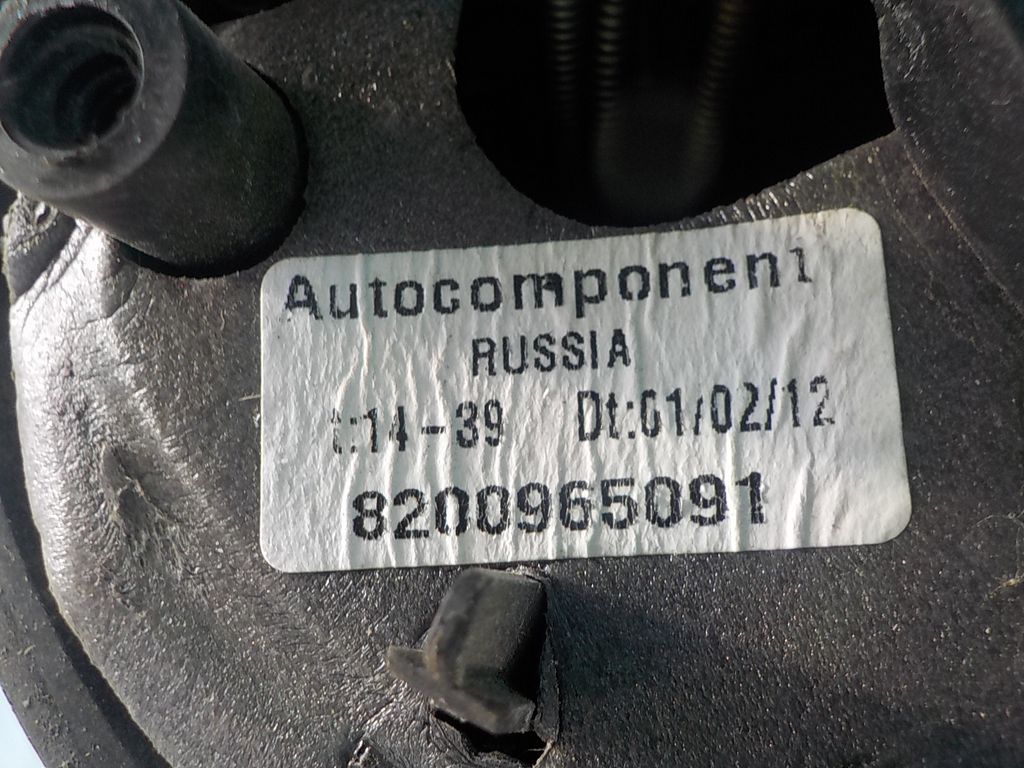 Autocomponent
RUSSIA
t:14-39 Dt:01/02/12
8200965091